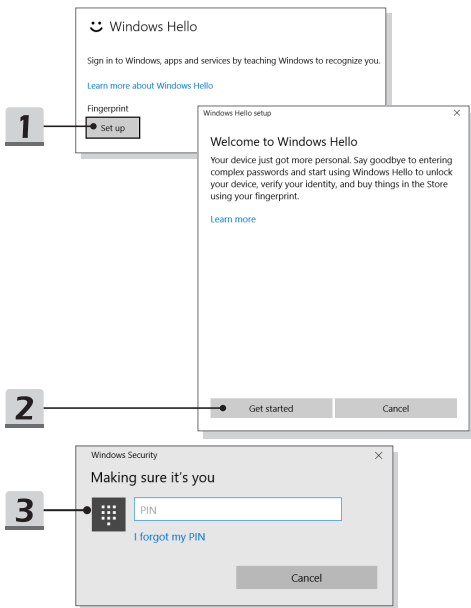 Windows Hello
Sign in to Windows, apps and services by teaching Windows to recognize you.
Learn more about Windows Hello
Fingerprint
1
Set up
Windows Hello setup
Welcome to Windows Hello
Your device just got more personal. Say goodbye to entering
complex passwords and start using Windows Hello to unlock
your device, verify your identity, and buy things in the Store
using your fingerprint.
Learn more
2
Get started
Cancel
Windows Security
Making sure it's you
3
PIN
I forgot my PIN
Cancel